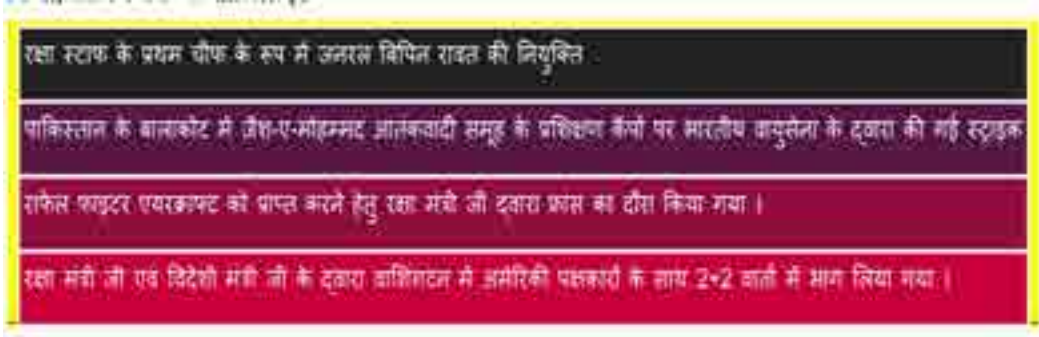 रक्षा स्टाफ के प्रथम चीफ के रूप में जनरल बिपिन रावत की नियुक्ति
पाकिस्तान के बालाकोट में जैश-ए-मोहम्मद आतंकवादी समूह के प्रशिक्षण कैंपों पर भारतीय वायुसेना के द्वारा की गई स्ट्राइक
राफेल फाइटर एयरक्राफ्ट को प्राप्त करने हेतु रक्षा मंत्री जी द्वारा फ्रांस का दौरा किया गया ।
रक्षा मंत्री जी एवं विदेशी मंत्री जी के द्वारा वाशिंगटन में अमेरिकी पक्षकारों के साथ 2+2 वार्ता में भाग लिया गया ।